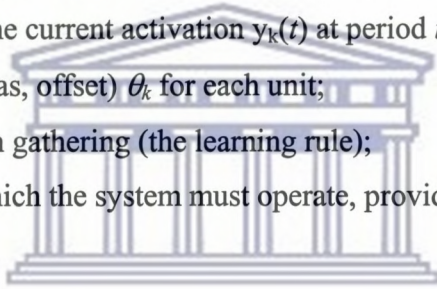 he current activation yₖ(t) at period
as, offset) θₖ for each unit;
gathering (the learning rule);
hich the system must operate, provid